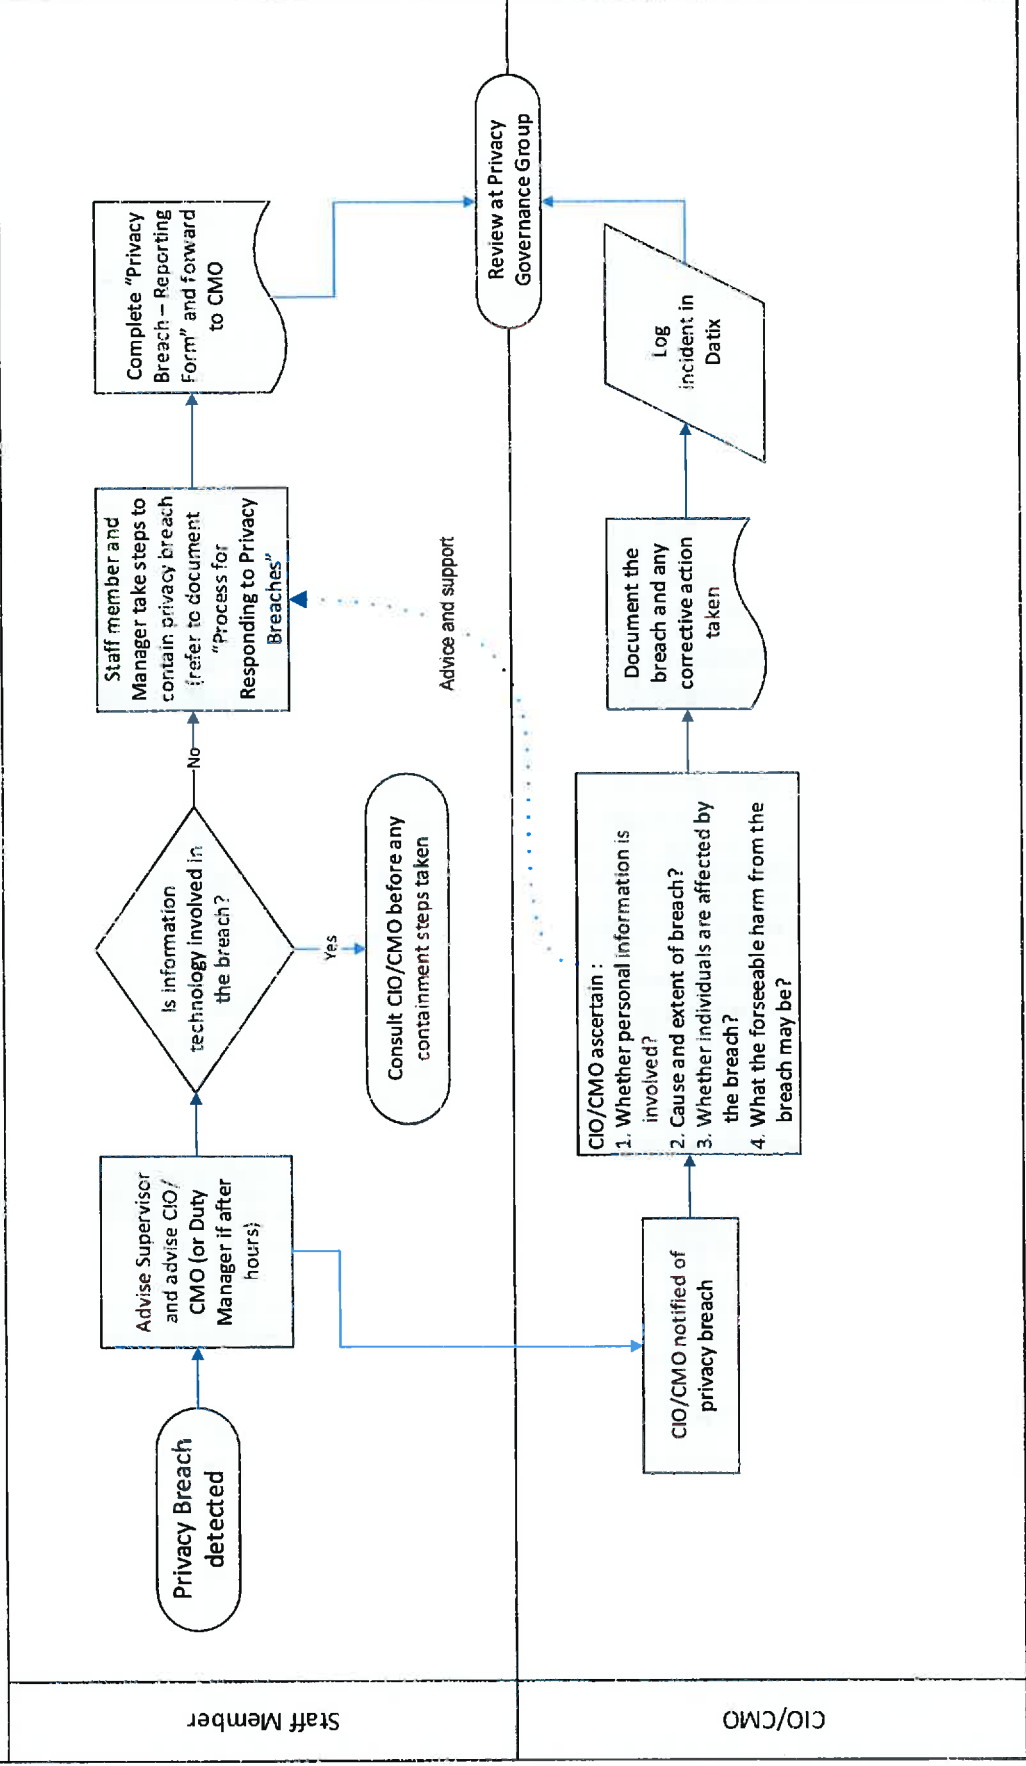 Staff Member
Privacy Breach
detected
Advise Supervisor
and advise CIO/
CMO (or Duty
Manager if after
hours)
Is information
technology involved in
the breach?
No
Yes
Consult CIO/CMO before any
containment steps taken
Staff member and
Manager take steps to
contain privacy breach
(refer to document
“Process for
Responding to Privacy
Breaches”
Complete “Privacy
Breach – Reporting
Form” and forward
to CMO
Advice and support
Review at Privacy
Governance Group
CIO/CMO
CIO/CMO notified of
privacy breach
CIO/CMO ascertain :
1. Whether personal information is
involved?
2. Cause and extent of breach?
3. Whether individuals are affected by
the breach?
4. What the forseeable harm from the
breach may be?
Document the
breach and any
corrective action
taken
Log
incident in
Datix